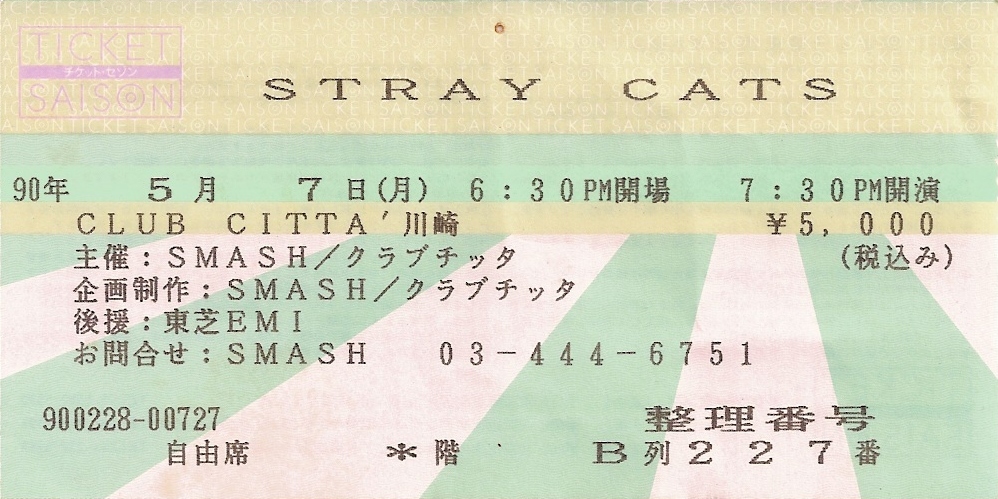 TICKET
チケット・セゾン
SAISON
STRAY CATS
90年 5月 7日(月) 6:30PM開場 7:30PM開演
CLUB CITTA'川崎 ¥5,000
主催:SMASH/クラブチッタ (税込み)
企画制作:SMASH/クラブチッタ
後援:東芝EMI
お問合せ:SMASH 03-444-6751
900228-00727 整理番号
自由席 *階 B列227番